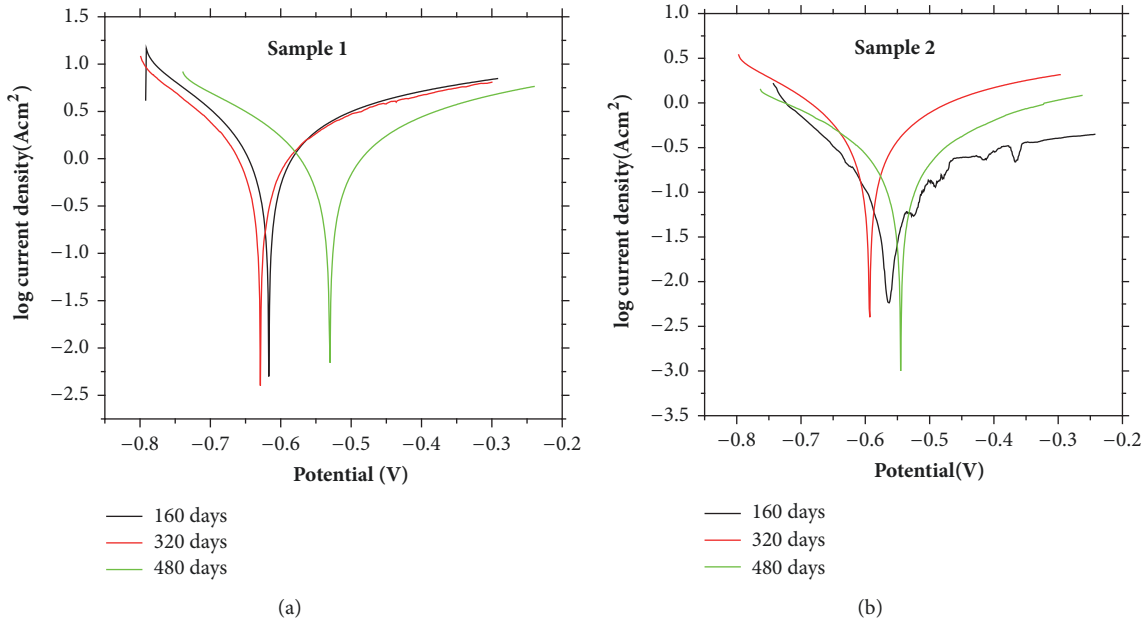 Sample 1
log current density(Acm²)
1.5
1.0
0.5
0.0
−0.5
−1.0
−1.5
−2.0
−2.5
−0.8 −0.7 −0.6 −0.5 −0.4 −0.3 −0.2
Potential (V)
160 days
320 days
480 days
(a)
Sample 2
log current density(Acm²)
1.0
0.5
0.0
−0.5
−1.0
−1.5
−2.0
−2.5
−3.0
−3.5
−0.8 −0.7 −0.6 −0.5 −0.4 −0.3 −0.2
Potential(V)
160 days
320 days
480 days
(b)